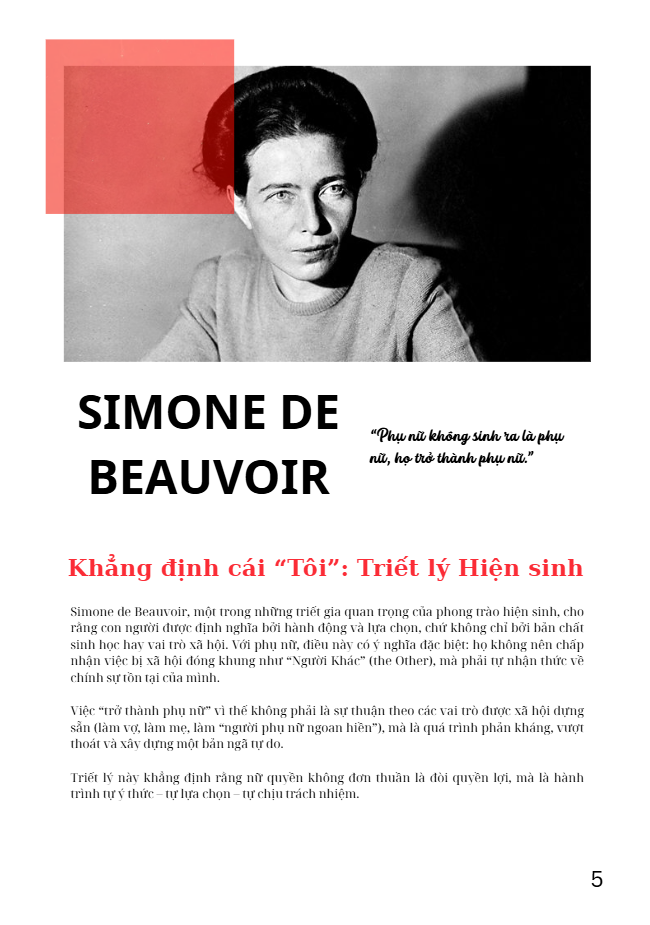 SIMONE DE
BEAUVOIR
“Phụ nữ không sinh ra là phụ
nữ, họ trở thành phụ nữ.”
Khẳng định cái “Tôi”: Triết lý Hiện sinh
Simone de Beauvoir, một trong những triết gia quan trọng của phong trào hiện sinh, cho
rằng con người được định nghĩa bởi hành động và lựa chọn, chứ không chỉ bởi bản chất
sinh học hay vai trò xã hội. Với phụ nữ, điều này có ý nghĩa đặc biệt: họ không nên chấp
nhận việc bị xã hội đóng khung như “Người Khác” (the Other), mà phải tự nhận thức về
chính sự tồn tại của mình.
Việc “trở thành phụ nữ” vì thế không phải là sự thuận theo các vai trò được xã hội dựng
sẵn (làm vợ, làm mẹ, làm “người phụ nữ ngoan hiền”), mà là quá trình phản kháng, vượt
thoát và xây dựng một bản ngã tự do.
Triết lý này khẳng định rằng nữ quyền không đơn thuần là đòi quyền lợi, mà là hành
trình tự ý thức – tự lựa chọn – tự chịu trách nhiệm.
5